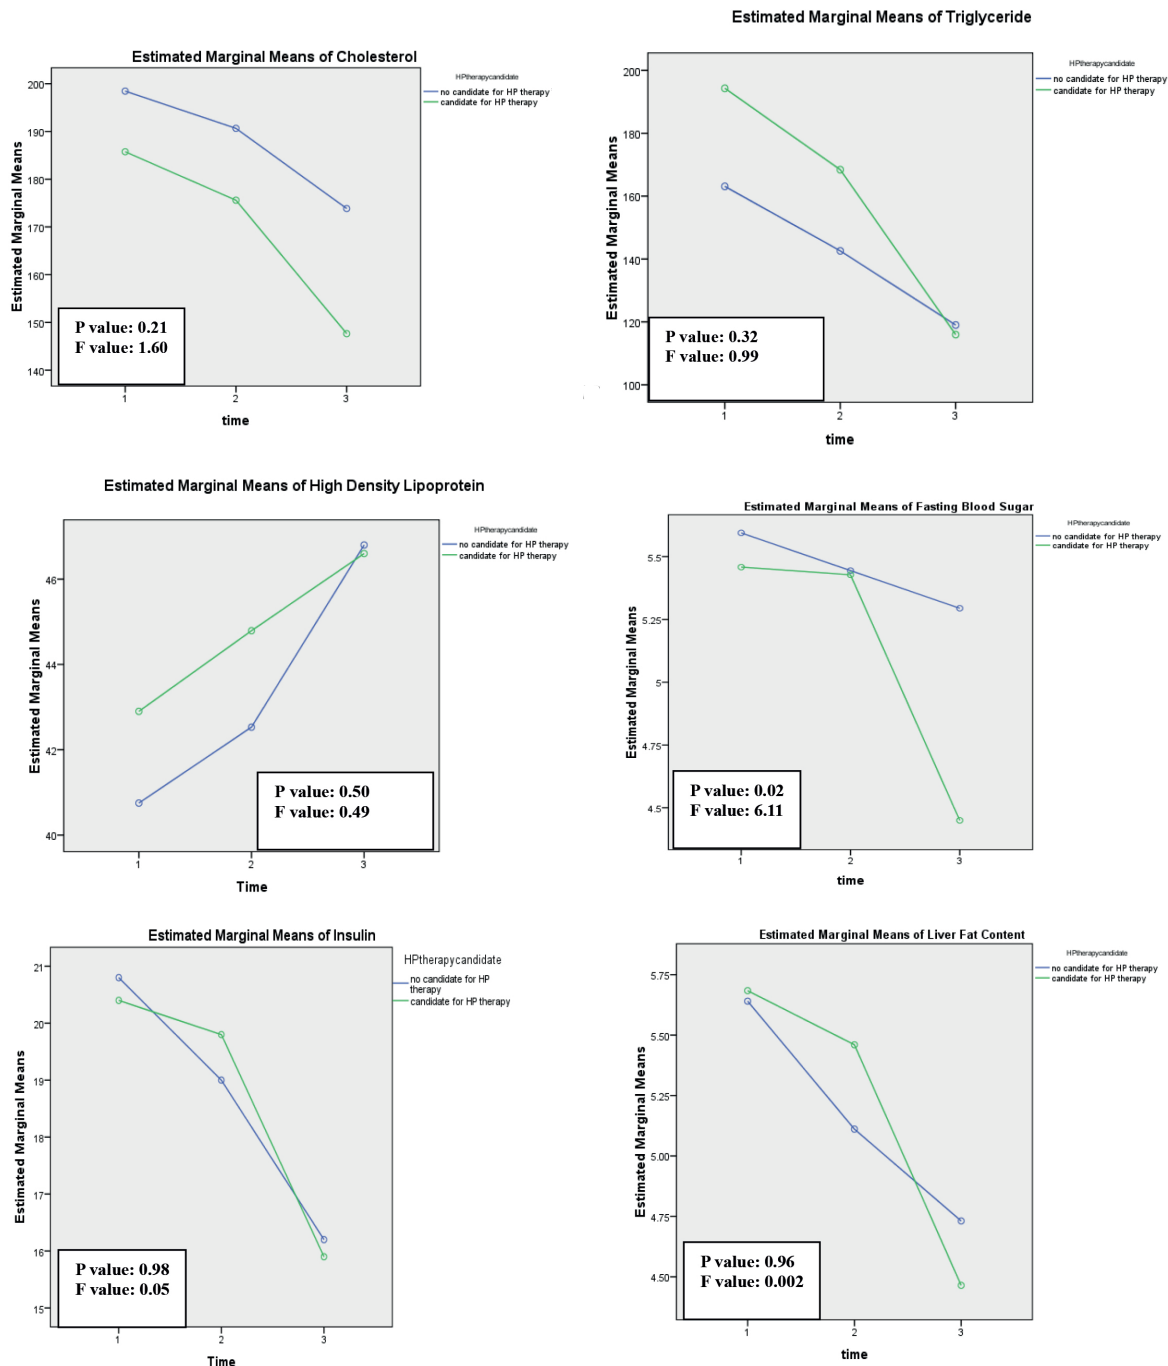 Estimated Marginal Means of Cholesterol
HPtherapycandidate
no candidate for HP therapy
candidate for HP therapy
Estimated Marginal Means
200
190
180
170
160
150
140
P value: 0.21
F value: 1.60
1
2
3
time
Estimated Marginal Means of Triglyceride
HPtherapycandidate
no candidate for HP therapy
candidate for HP therapy
Estimated Marginal Means
200
180
160
140
120
100
P value: 0.32
F value: 0.99
1
2
3
time
Estimated Marginal Means of High Density Lipoprotein
HPtherapycandidate
no candidate for HP therapy
candidate for HP therapy
Estimated Marginal Means
46
44
42
40
P value: 0.50
F value: 0.49
1
2
3
Time
Estimated Marginal Means of Fasting Blood Sugar
HPtherapycandidate
no candidate for HP therapy
candidate for HP therapy
Estimated Marginal Means
5.5
5.25
5
4.75
4.5
P value: 0.02
F value: 6.11
1
2
3
time
Estimated Marginal Means of Insulin
HPtherapycandidate
no candidate for HP
therapy
candidate for HP therapy
Estimated Marginal Means
21
20
19
18
17
16
15
P value: 0.98
F value: 0.05
1
2
3
Time
Estimated Marginal Means of Liver Fat Content
HPtherapycandidate
no candidate for HP therapy
candidate for HP therapy
Estimated Marginal Means
5.75
5.50
5.25
5.00
4.75
4.50
P value: 0.96
F value: 0.002
1
2
3
time